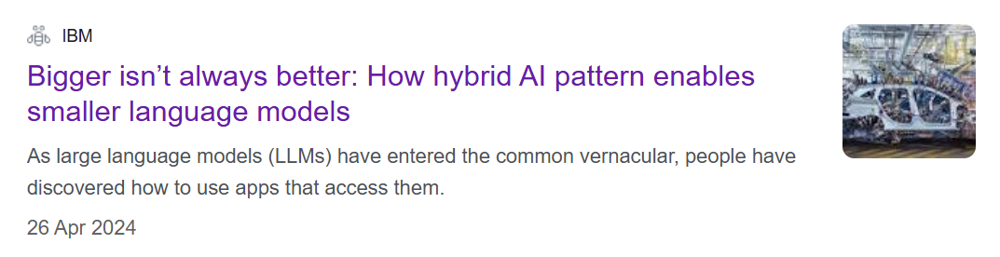 IBM
Bigger isn’t always better: How hybrid AI pattern enables
smaller language models
As large language models (LLMs) have entered the common vernacular, people have
discovered how to use apps that access them.
26 Apr 2024